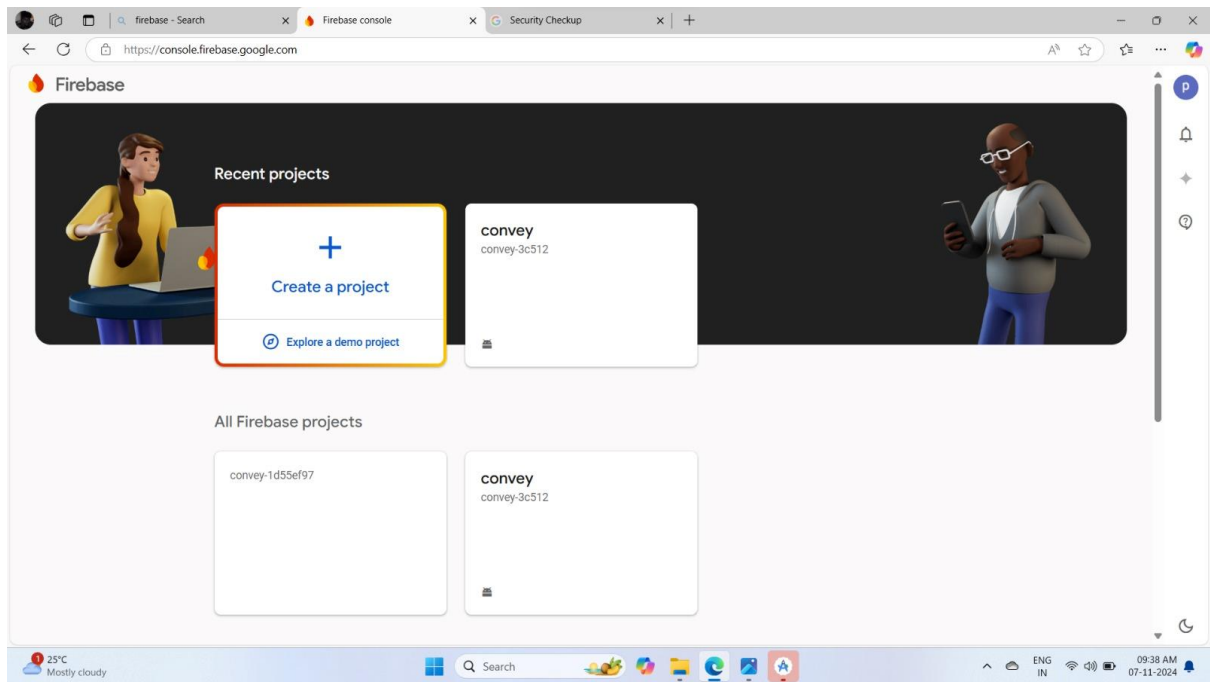 firebase - Search
Firebase console
Security Checkup
https://console.firebase.google.com
Firebase
P
Recent projects
Create a project
Explore a demo project
convey
convey-3c512
All Firebase projects
convey-1d55ef97
convey
convey-3c512
1
25°C
Mostly cloudy
Search
ENG
IN
09:38 AM
07-11-2024